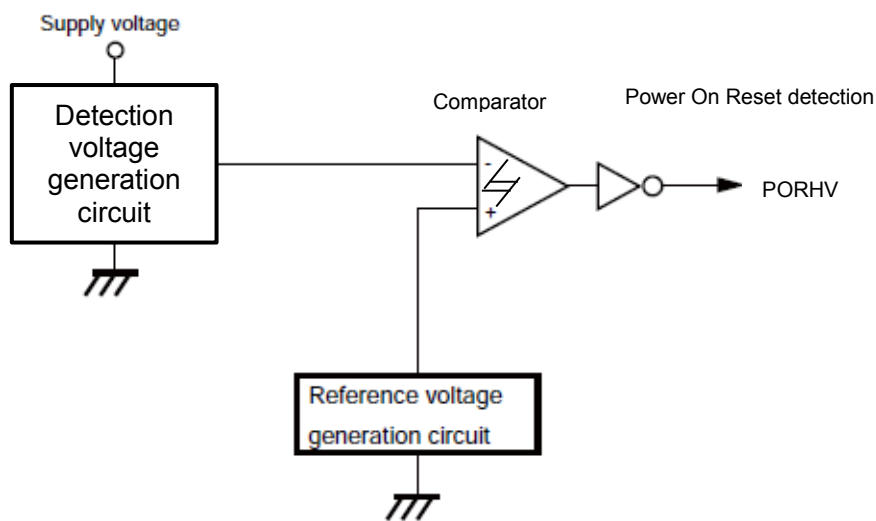 Supply voltage
Detection
voltage
generation
circuit
Comparator
Power On Reset detection
-
+
PORHV
Reference voltage
generation circuit